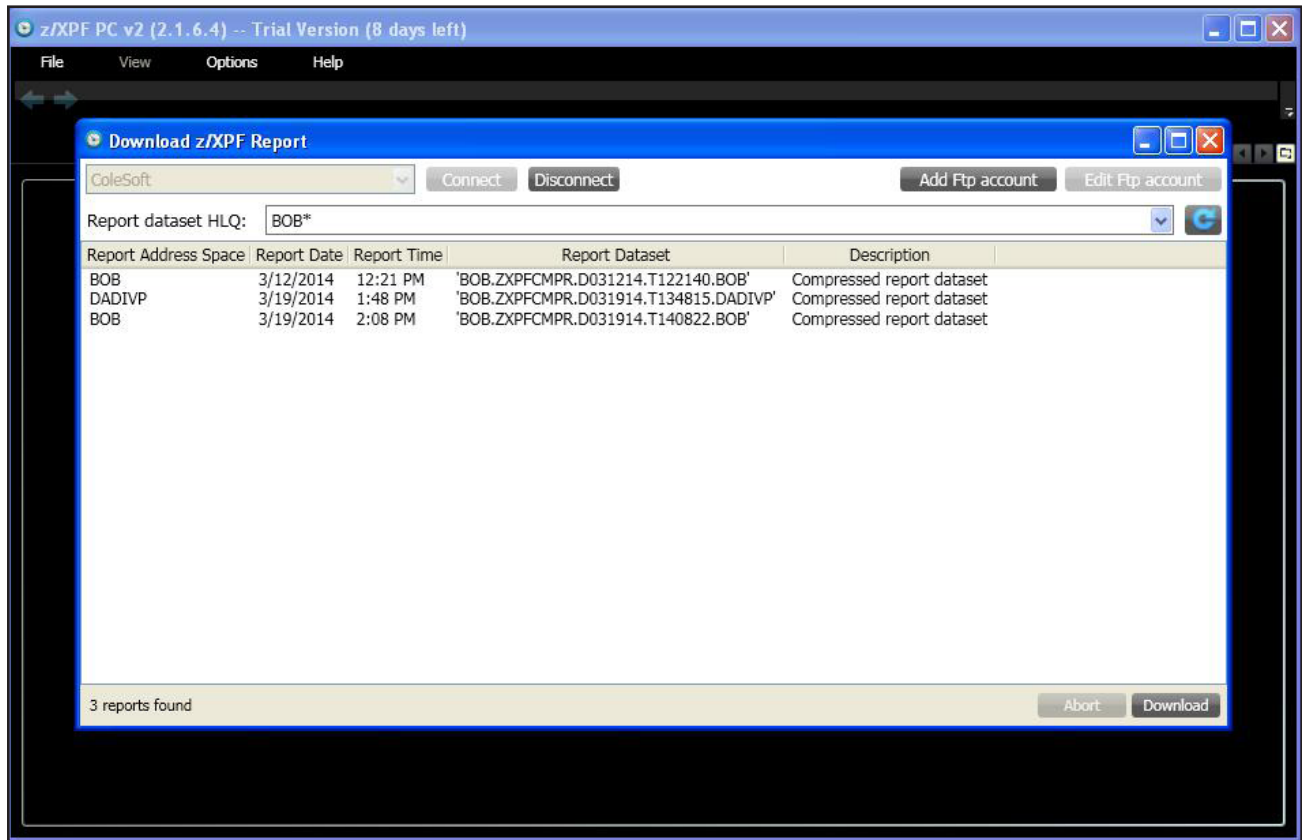 z/XPF PC v2 (2.1.6.4) -- Trial Version (8 days left)
File View Options Help
Download z/XPF Report
ColeSoft Connect Disconnect Add Ftp account Edit Ftp account
Report dataset HLQ: BOB*
Report Address Space Report Date Report Time Report Dataset Description
BOB 3/12/2014 12:21 PM 'BOB.ZXPFCMPR.D031214.T122140.BOB' Compressed report dataset
DADIVP 3/19/2014 1:48 PM 'BOB.ZXPFCMPR.D031914.T134815.DADIVP' Compressed report dataset
BOB 3/19/2014 2:08 PM 'BOB.ZXPFCMPR.D031914.T140822.BOB' Compressed report dataset
3 reports found Abort Download